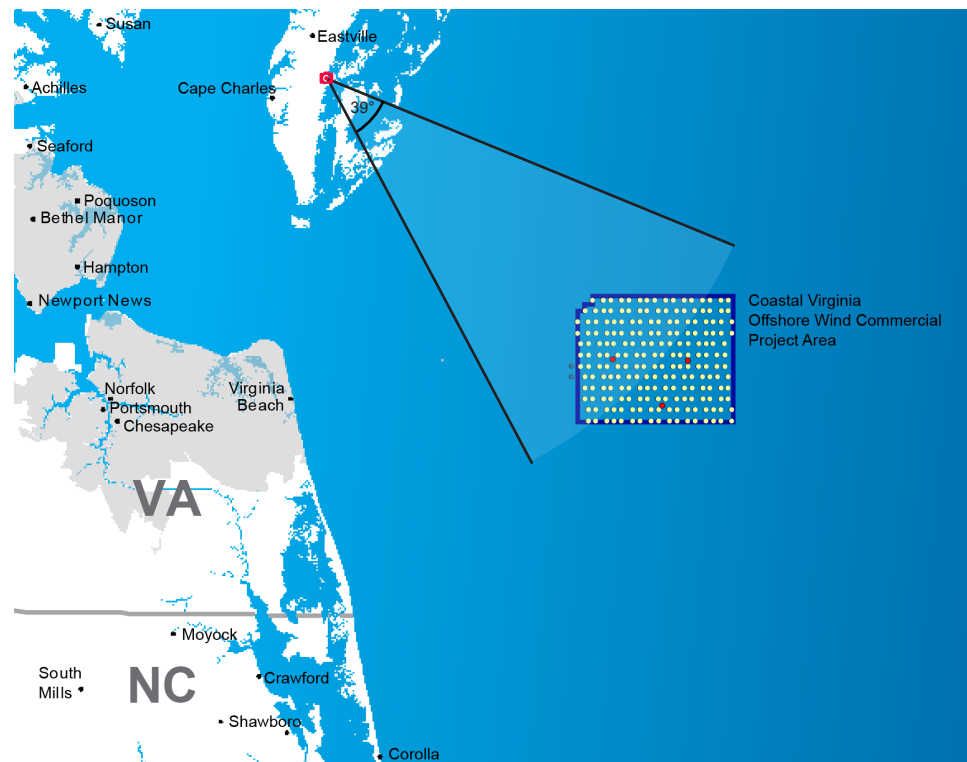 Susan
Eastville
Achilles
Cape Charles
39°
Seaford
Poquoson
Bethel Manor
Hampton
Newport News
Coastal Virginia
Offshore Wind Commercial
Project Area
Norfolk
Portsmouth
Chesapeake
Virginia
Beach
VA
Moyock
South
Mills
NC
Crawford
Shawboro
Corolla